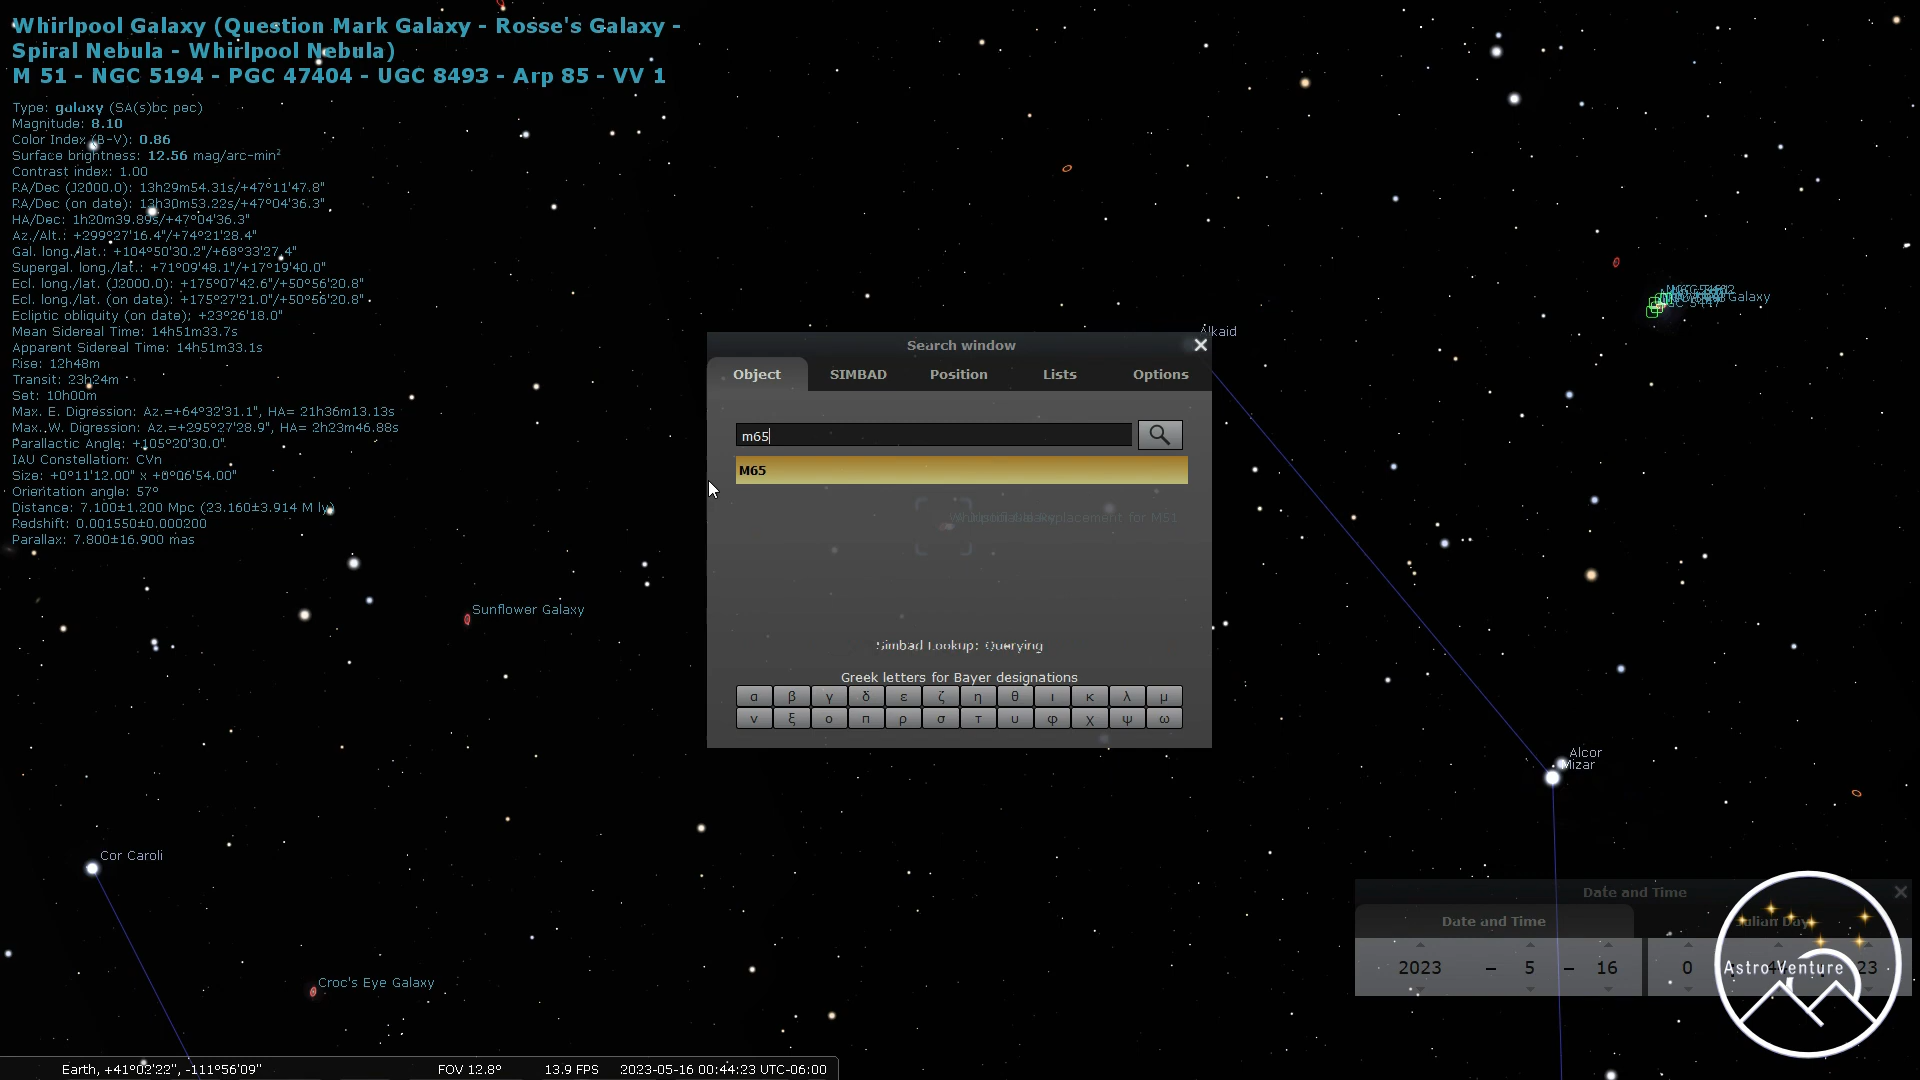 Whirlpool Galaxy (Question Mark Galaxy - Rosse's Galaxy -
Spiral Nebula - Whirlpool Nebula)
M 51 - NGC 5194 - PGC 47404 - UGC 8493 - Arp 85 - VV 1
Type: galaxy (SA(s)bc pec)
Magnitude: 8.10
Color Index (B-V): 0.86
Surface brightness: 12.56 mag/arc-min²
Contrast index: 1.00
RA/Dec (J2000.0): 13h29m54.31s/+47°11'47.8"
RA/Dec (on date): 13h30m53.22s/+47°04'36.3"
HA/Dec: 1h20m39.89s/+47°04'36.3"
Az./Alt.: +299°27'16.4"/+74°21'28.4"
Gal. long./lat.: +104°50'30.2"/+68°33'27.4"
Supergal. long./lat.: +71°09'48.1"/+17°19'40.0"
Ecl. long./lat. (J2000.0): +175°07'42.6"/+50°56'20.8"
Ecl. long./lat. (on date): +175°27'21.0"/+50°56'20.8"
Ecliptic obliquity (on date): +23°26'18.0"
Mean Sidereal Time: 14h51m33.7s
Apparent Sidereal Time: 14h51m33.1s
Rise: 12h48m
Transit: 23h24m
Set: 10h00m
Max. E. Digression: Az.=+64°32'31.1", HA= 21h36m13.13s
Max. W. Digression: Az.=+295°27'28.9", HA= 2h23m46.88s
Parallactic Angle: +105°20'30.0"
IAU Constellation: CVn
Size: +0°11'12.00" x +0°06'54.00"
Orientation angle: 57°
Distance: 7.100±1.200 Mpc (23.160±3.914 M ly)
Redshift: 0.001550±0.000200
Parallax: 7.800±16.900 mas
Galaxy
Alkaid
Search window
Object SIMBAD Position Lists Options
m65
M65
replacement for M51
Simbad Lookup: Querying
Greek letters for Bayer designations
α β γ δ ε ζ η θ ι κ λ μ
ν ξ ο π ρ σ τ υ φ χ ψ ω
Sunflower Galaxy
Alcor
Mizar
Cor Caroli
Croc's Eye Galaxy
Date and Time
Date and Time Julian Day
2023 - 5 - 16 0 : 44 : 23
Astro Venture
Earth, +41°02'22", -111°56'09" FOV 12.8° 13.9 FPS 2023-05-16 00:44:23 UTC-06:00